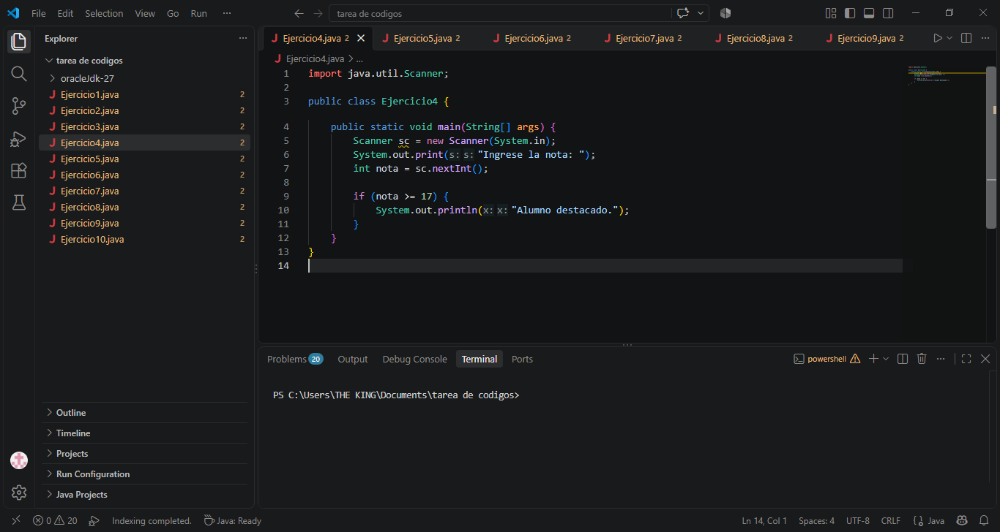 File Edit Selection View Go Run ...
tarea de codigos
Explorer
tarea de codigos
oracleJdk-27
J Ejercicio1.java 2
J Ejercicio2.java 2
J Ejercicio3.java 2
J Ejercicio4.java 2
J Ejercicio5.java 2
J Ejercicio6.java 2
J Ejercicio7.java 2
J Ejercicio8.java 2
J Ejercicio9.java 2
J Ejercicio10.java 2
Outline
Timeline
Projects
Run Configuration
Java Projects
J Ejercicio4.java 2 J Ejercicio5.java 2 J Ejercicio6.java 2 J Ejercicio7.java 2 J Ejercicio8.java 2 J Ejercicio9.java 2
J Ejercicio4.java > ...
1 import java.util.Scanner;
2
3 public class Ejercicio4 {
4 public static void main(String[] args) {
5 Scanner sc = new Scanner(System.in);
6 System.out.print(s: s: "Ingrese la nota: ");
7 int nota = sc.nextInt();
8
9 if (nota >= 17) {
10 System.out.println(x: x: "Alumno destacado.");
11 }
12 }
13 }
14
Problems 20 Output Debug Console Terminal Ports
powershell
PS C:\Users\THE KING\Documents\tarea de codigos>
0 20 Indexing completed. Java: Ready
Ln 14, Col 1 Spaces: 4 UTF-8 CRLF {} Java